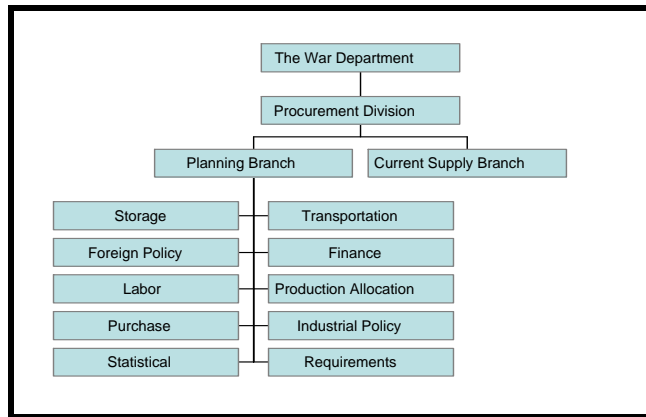 The War Department
Procurement Division
Planning Branch
Current Supply Branch
Storage
Transportation
Foreign Policy
Finance
Labor
Production Allocation
Purchase
Industrial Policy
Statistical
Requirements